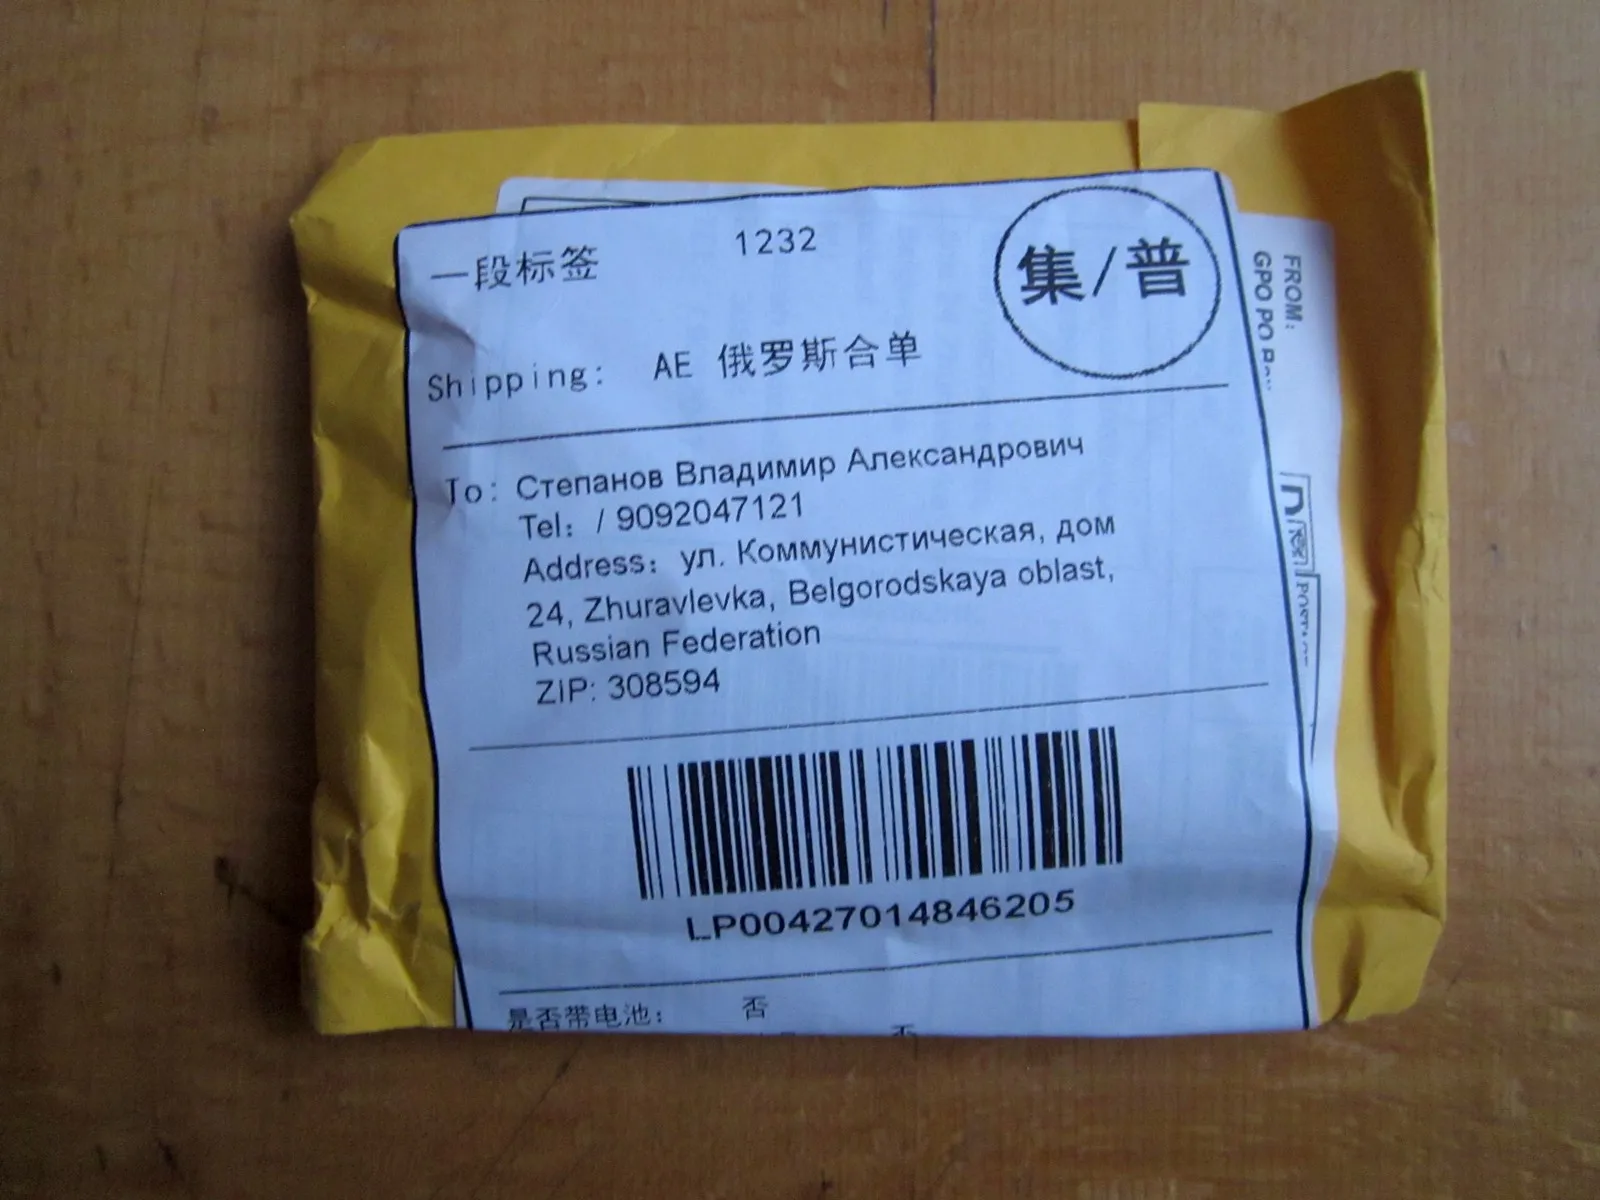 一段标签 1232 集/普
Shipping: AE 俄罗斯合单
To: Степанов Владимир Александрович
Tel: / 9092047121
Address: ул. Коммунистическая, дом
24, Zhuravlevka, Belgorodskaya oblast,
Russian Federation
ZIP: 308594
LP00427014846205
是否带电池: 否
FROM:
GPO PO